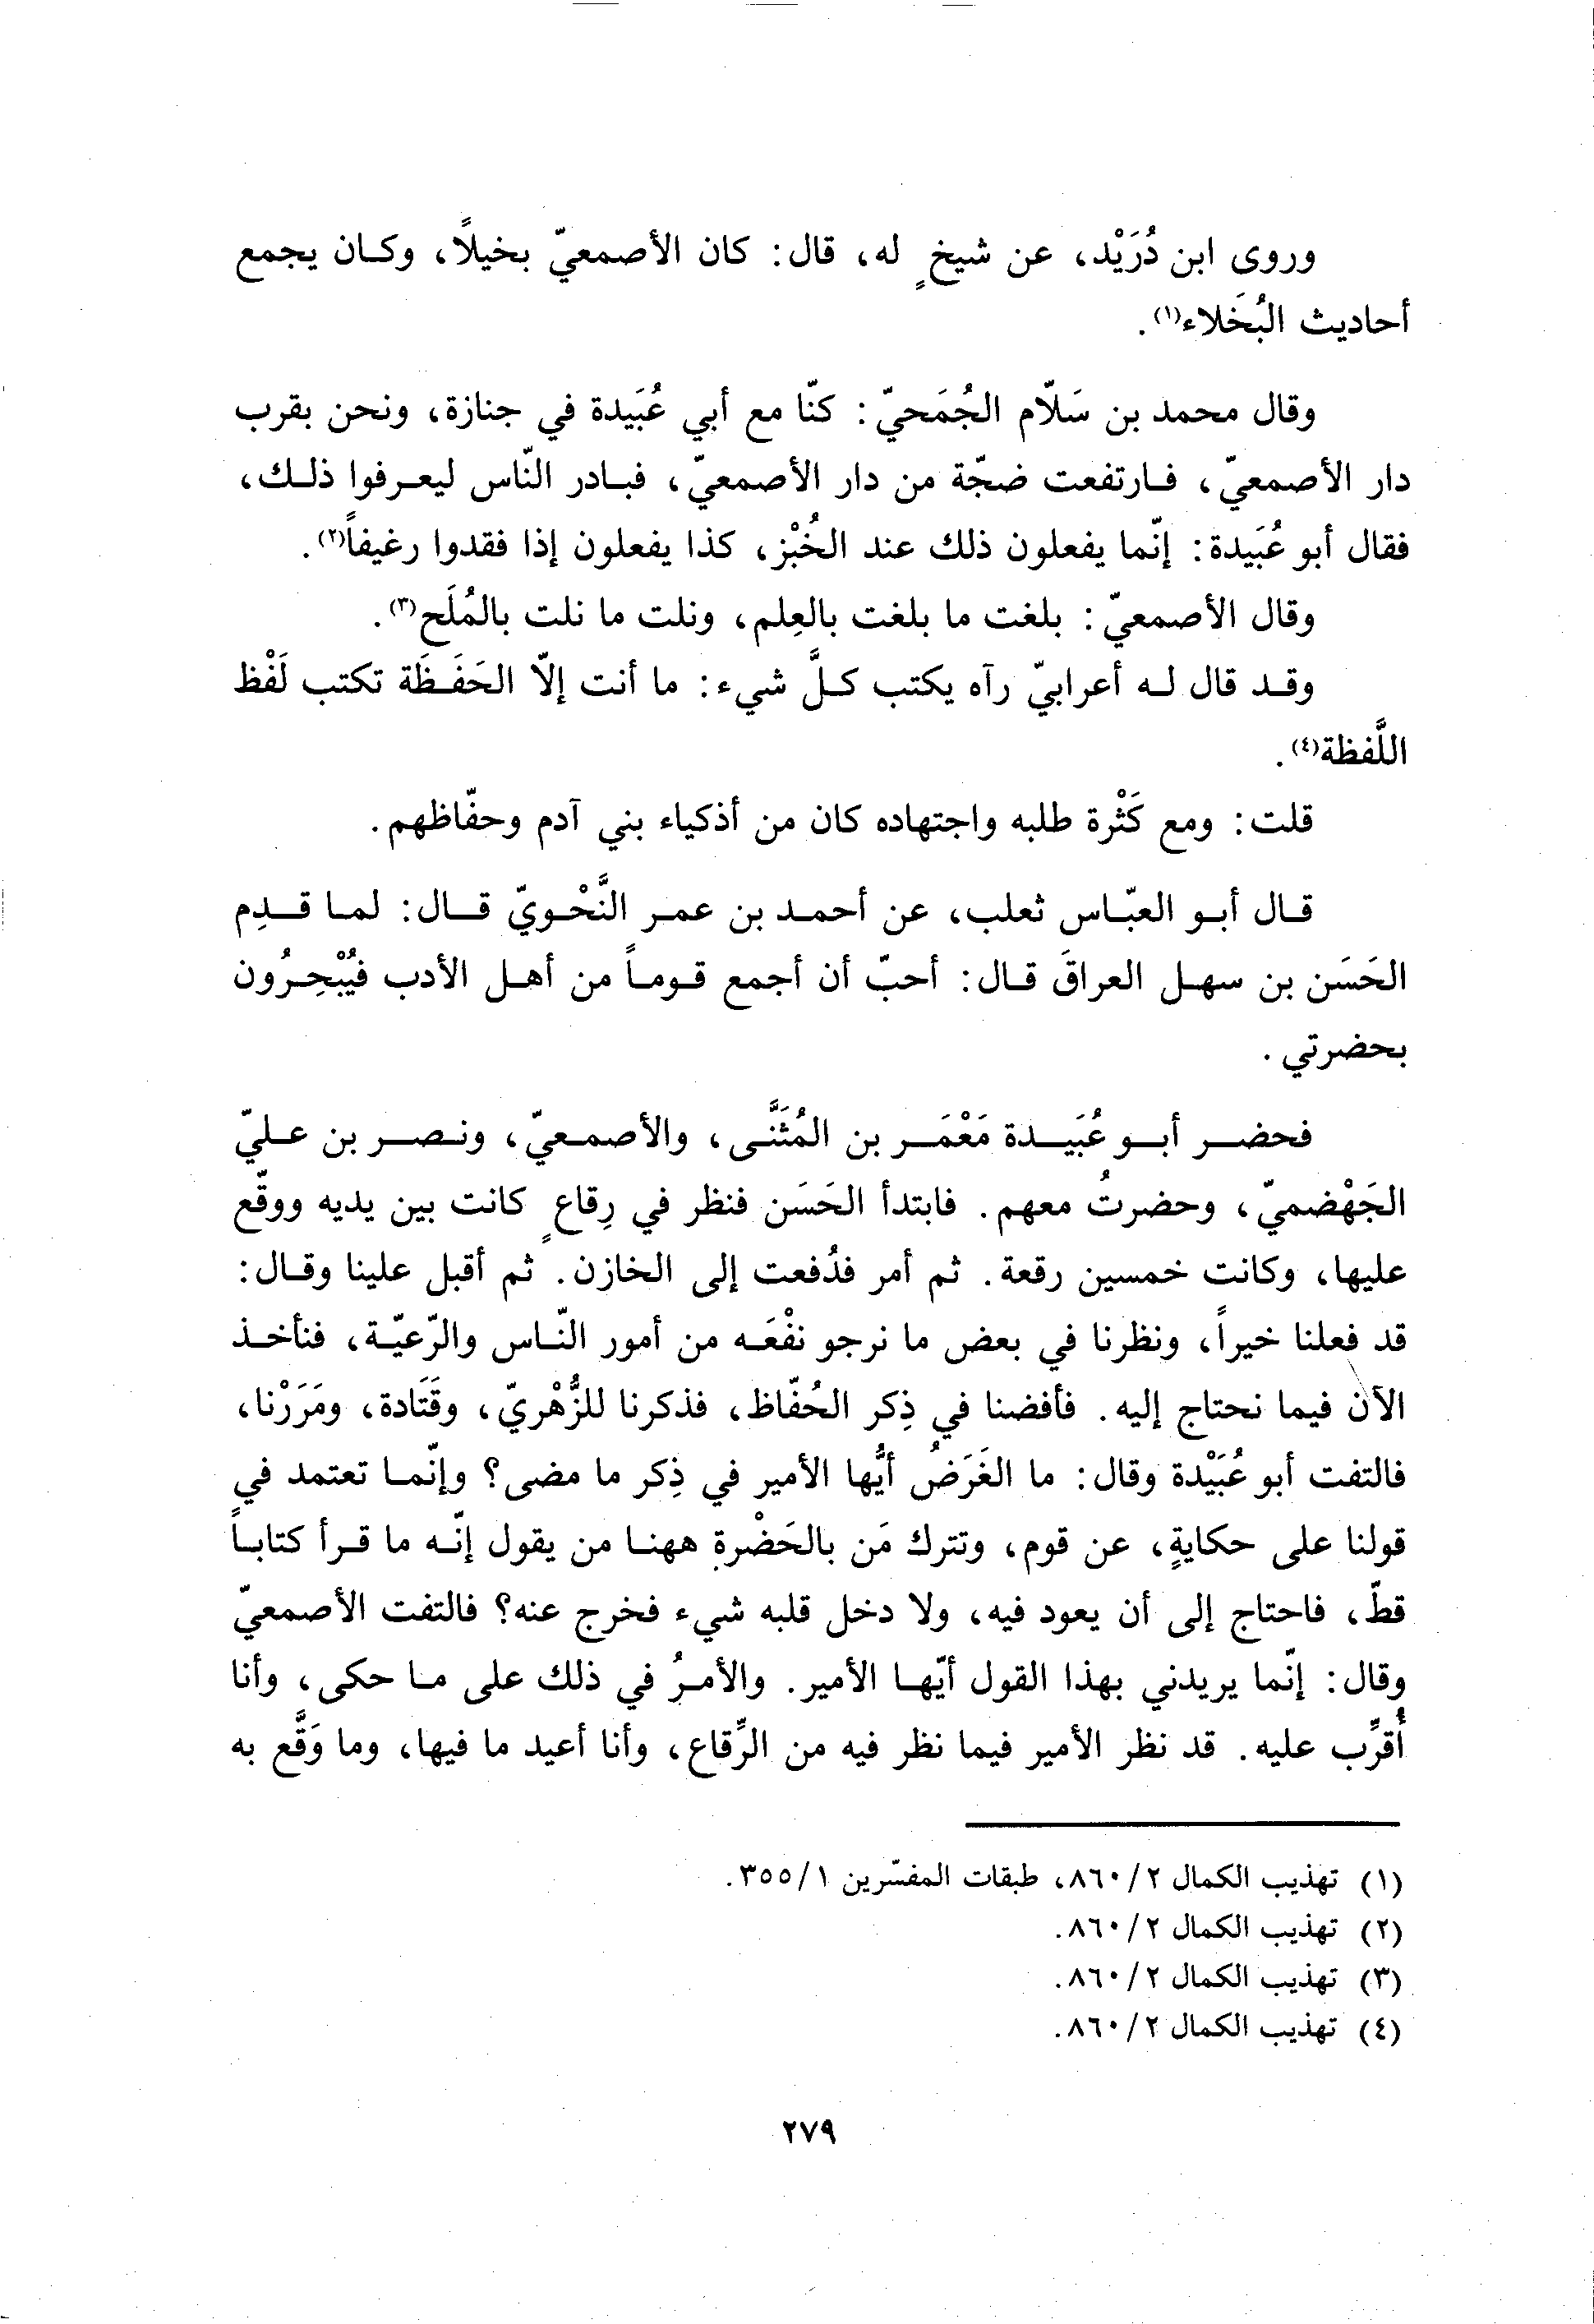 وروى ابن دُرَيْد، عن شيخٍ له، قال: كان الأصمعيّ بخيلاً، وكان يجمع
أحاديث البُخَلاء(١).
وقال محمد بن سَلّام الجُمَحيّ: كنّا مع أبي عُبَيدة في جنازة، ونحن بقرب
دار الأصمعيّ، فارتفعت ضجّة من دار الأصمعيّ، فبادر النّاس ليعرفوا ذلك،
فقال أبو عُبَيدة: إنّما يفعلون ذلك عند الخُبْز، كذا يفعلون إذا فقدوا رغيفاً(٢).
وقال الأصمعيّ: بلغت ما بلغت بالعِلم، ونلت ما نلت بالمُلَح(٣).
وقد قال له أعرابيّ رآه يكتب كلَّ شيء: ما أنت إلّا الحَفَظَة تكتب لَفْظ
اللَّفظة(٤).
قلت: ومع كَثْرة طلبه واجتهاده كان من أذكياء بني آدم وحفّاظهم.
قال أبو العبّاس ثعلب، عن أحمد بن عمر النَّحْويّ قال: لما قدِم
الحَسَن بن سهل العراقَ قال: أحبّ أن أجمع قوماً من أهل الأدب فيُبْحِرُون
بحضرتي.
فحضر أبو عُبَيدة مَعْمَر بن المُثَنَّى، والأصمعيّ، ونصر بن عليّ
الجَهْضميّ، وحضرتُ معهم. فابتدأ الحَسَن فنظر في رِقاعٍ كانت بين يديه ووقّع
عليها، وكانت خمسين رقعة. ثم أمر فدُفعت إلى الخازن. ثم أقبل علينا وقال:
قد فعلنا خيراً، ونظرنا في بعض ما نرجو نفْعَه من أمور النّاس والرّعيّة، فنأخذ
الآن فيما نحتاج إليه. فأفضنا في ذِكر الحُفّاظ، فذكرنا للزُّهْريّ، وقَتَادة، ومَرَرْنا،
فالتفت أبو عُبَيْدة وقال: ما الغَرَضُ أيُّها الأمير في ذِكر ما مضى؟ وإنّما تعتمد في
قولنا على حكايةٍ، عن قوم، وتترك مَن بالحَضْرة ههنا من يقول إنّه ما قرأ كتاباً
قطّ، فاحتاج إلى أن يعود فيه، ولا دخل قلبه شيء فخرج عنه؟ فالتفت الأصمعيّ
وقال: إنّما يريدني بهذا القول أيّها الأمير. والأمرُ في ذلك على ما حكى، وأنا
أُقرِّب عليه. قد نظر الأمير فيما نظر فيه من الرِّقاع، وأنا أعيد ما فيها، وما وَقَّع به
(١) تهذيب الكمال ٢/ ٨٦٠، طبقات المفسّرين ١/ ٣٥٥.
(٢) تهذيب الكمال ٢/ ٨٦٠.
(٣) تهذيب الكمال ٢/ ٨٦٠.
(٤) تهذيب الكمال ٢/ ٨٦٠.
٢٧٩